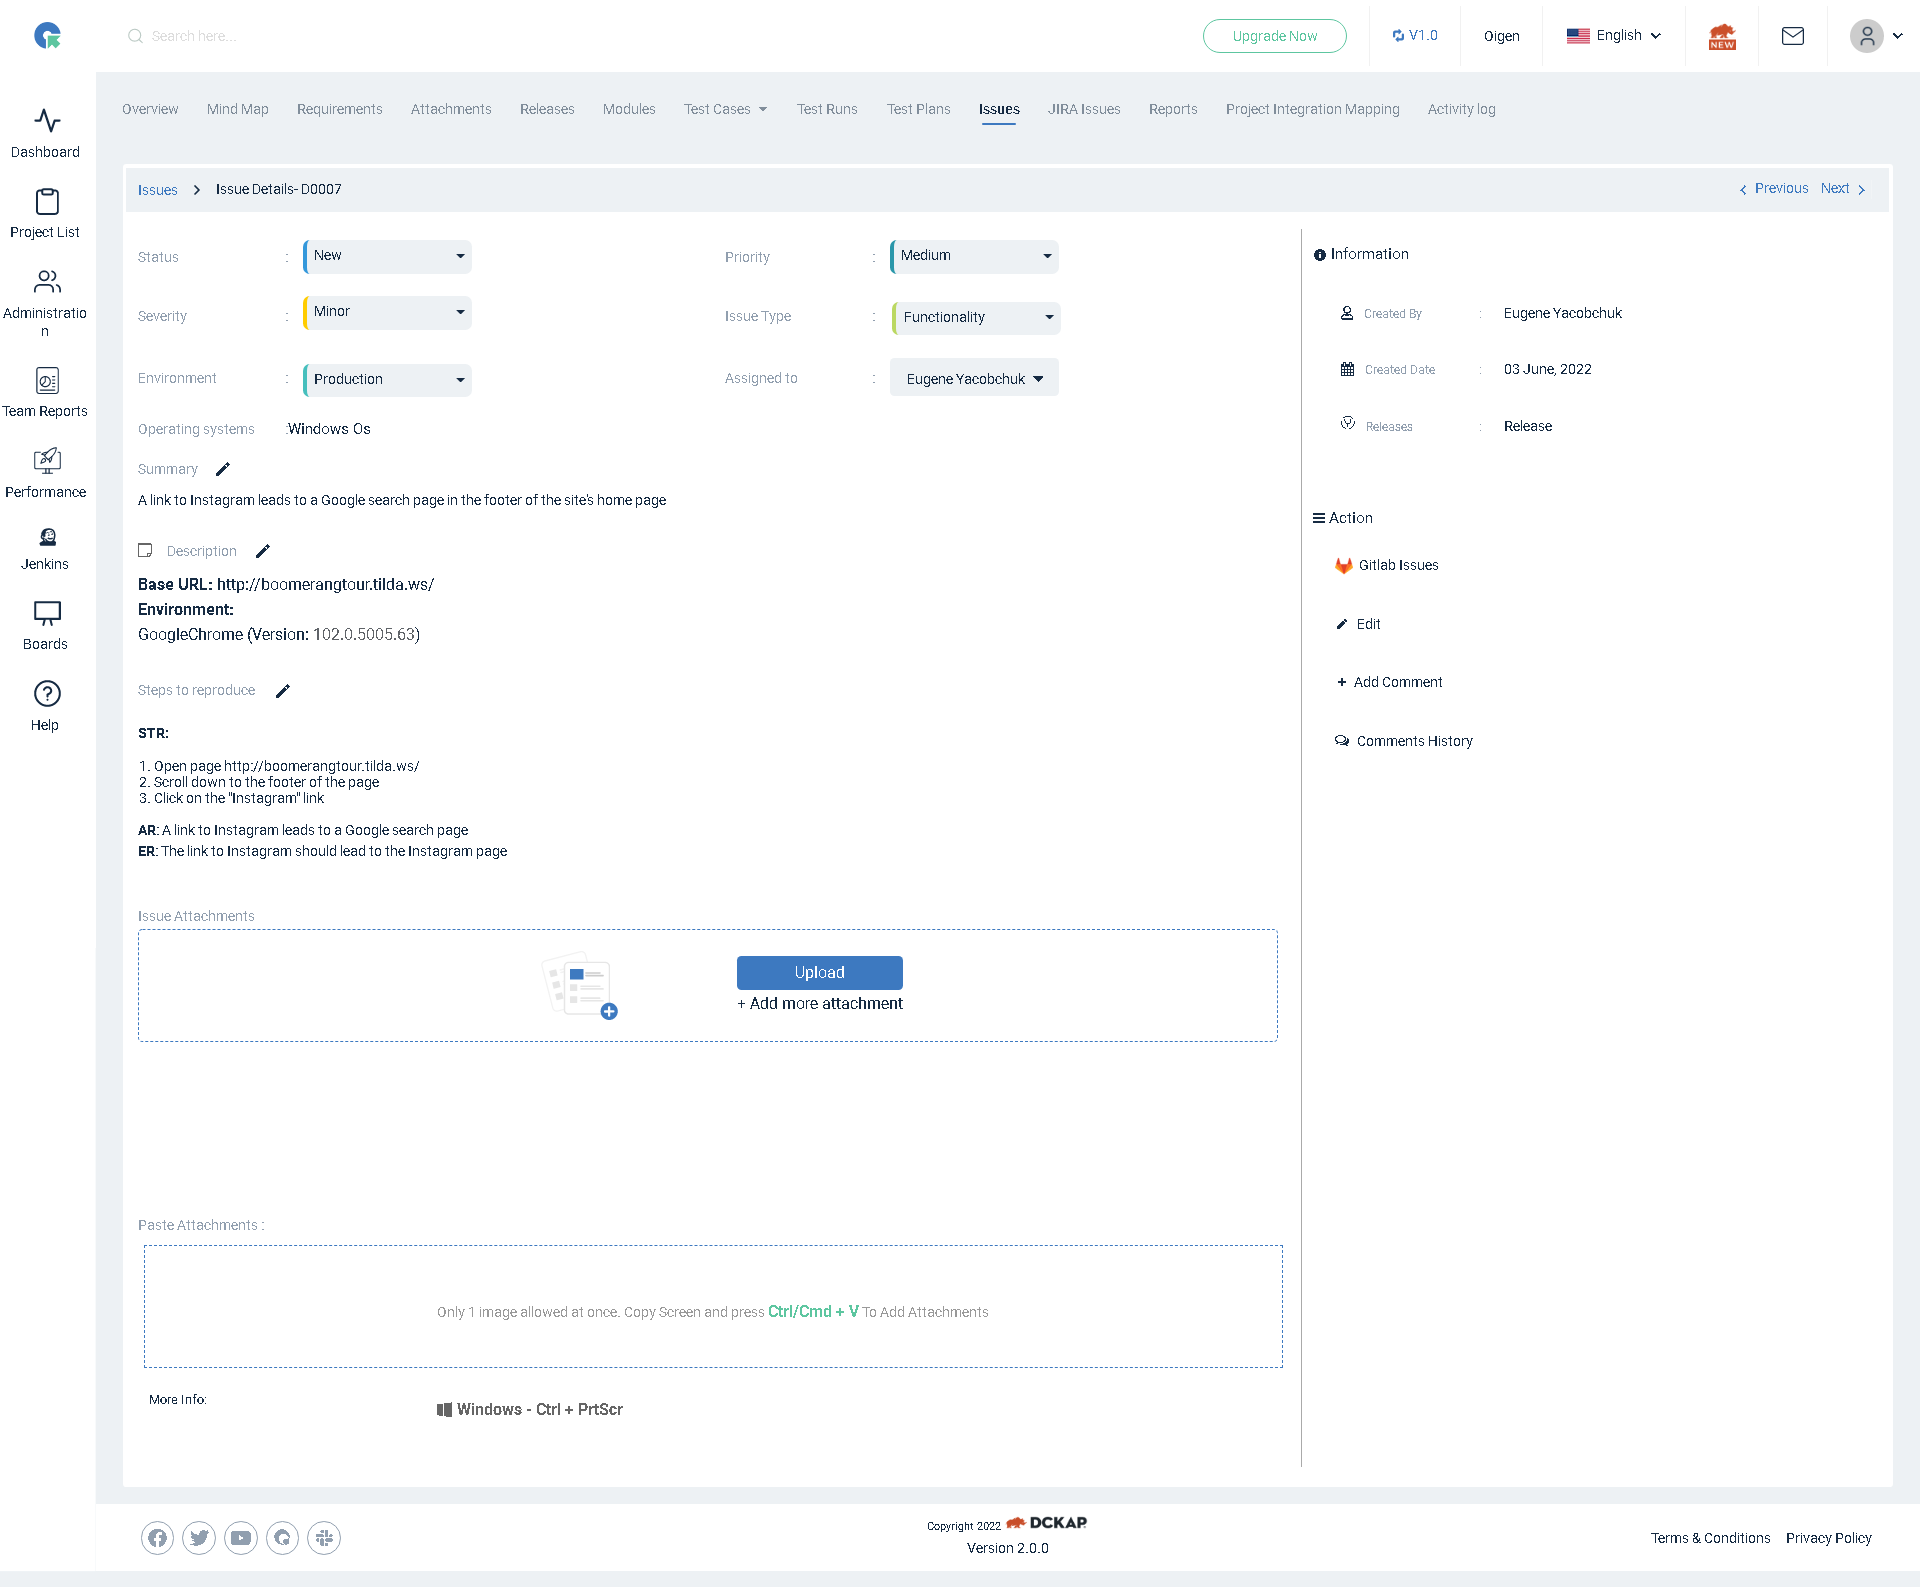 Search here...
Upgrade Now
V1.0
Oigen
English
NEW
Dashboard
Project List
Administratio
n
Team Reports
Performance
Jenkins
Boards
Help
Overview Mind Map Requirements Attachments Releases Modules Test Cases Test Runs Test Plans Issues JIRA Issues Reports Project Integration Mapping Activity log
Issues > Issue Details- D0007
Previous Next
Status : New
Priority : Medium
Severity : Minor
Issue Type : Functionality
Environment : Production
Assigned to : Eugene Yacobchuk
Operating systems :Windows Os
Summary
A link to Instagram leads to a Google search page in the footer of the site's home page
Description
Base URL: http://boomerangtour.tilda.ws/
Environment:
GoogleChrome (Version: 102.0.5005.63)
Steps to reproduce
STR:
1. Open page http://boomerangtour.tilda.ws/
2. Scroll down to the footer of the page
3. Click on the "Instagram" link
AR: A link to Instagram leads to a Google search page
ER: The link to Instagram should lead to the Instagram page
Issue Attachments
Upload
+ Add more attachment
Paste Attachments :
Only 1 image allowed at once. Copy Screen and press Ctrl/Cmd + V To Add Attachments
More Info:
Windows - Ctrl + PrtScr
Information
Created By : Eugene Yacobchuk
Created Date : 03 June, 2022
Releases : Release
Action
Gitlab Issues
Edit
+ Add Comment
Comments History
Copyright 2022 DCKAP
Version 2.0.0
Terms & Conditions Privacy Policy